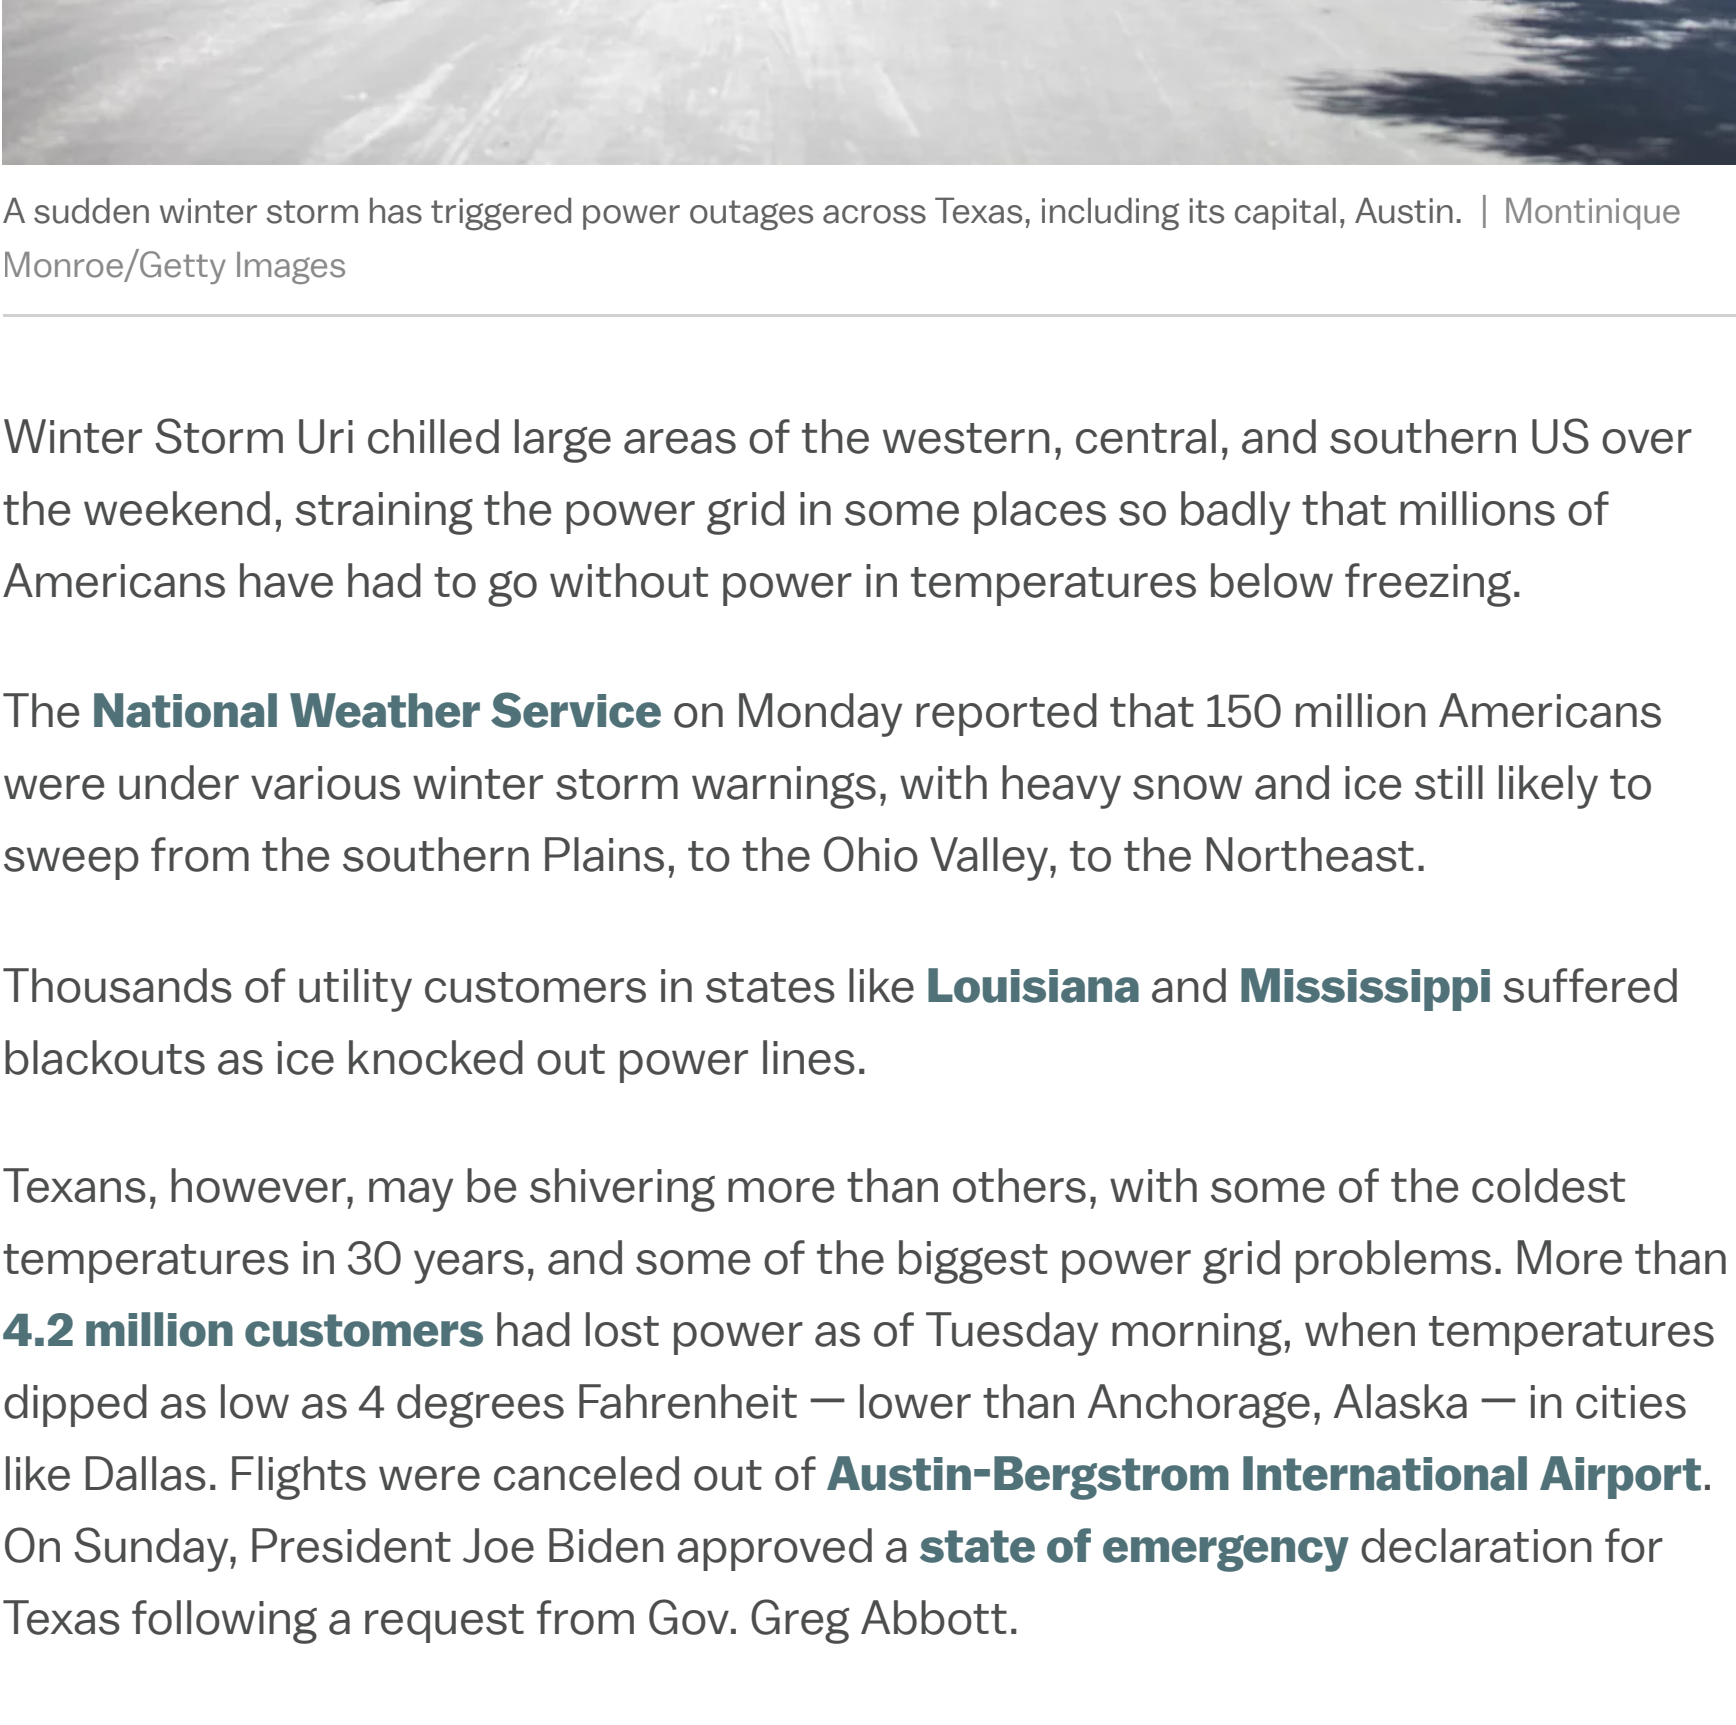 A sudden winter storm has triggered power outages across Texas, including its capital, Austin. | Montinique
Monroe/Getty Images
Winter Storm Uri chilled large areas of the western, central, and southern US over
the weekend, straining the power grid in some places so badly that millions of
Americans have had to go without power in temperatures below freezing.
The National Weather Service on Monday reported that 150 million Americans
were under various winter storm warnings, with heavy snow and ice still likely to
sweep from the southern Plains, to the Ohio Valley, to the Northeast.
Thousands of utility customers in states like Louisiana and Mississippi suffered
blackouts as ice knocked out power lines.
Texans, however, may be shivering more than others, with some of the coldest
temperatures in 30 years, and some of the biggest power grid problems. More than
4.2 million customers had lost power as of Tuesday morning, when temperatures
dipped as low as 4 degrees Fahrenheit — lower than Anchorage, Alaska — in cities
like Dallas. Flights were canceled out of Austin-Bergstrom International Airport.
On Sunday, President Joe Biden approved a state of emergency declaration for
Texas following a request from Gov. Greg Abbott.